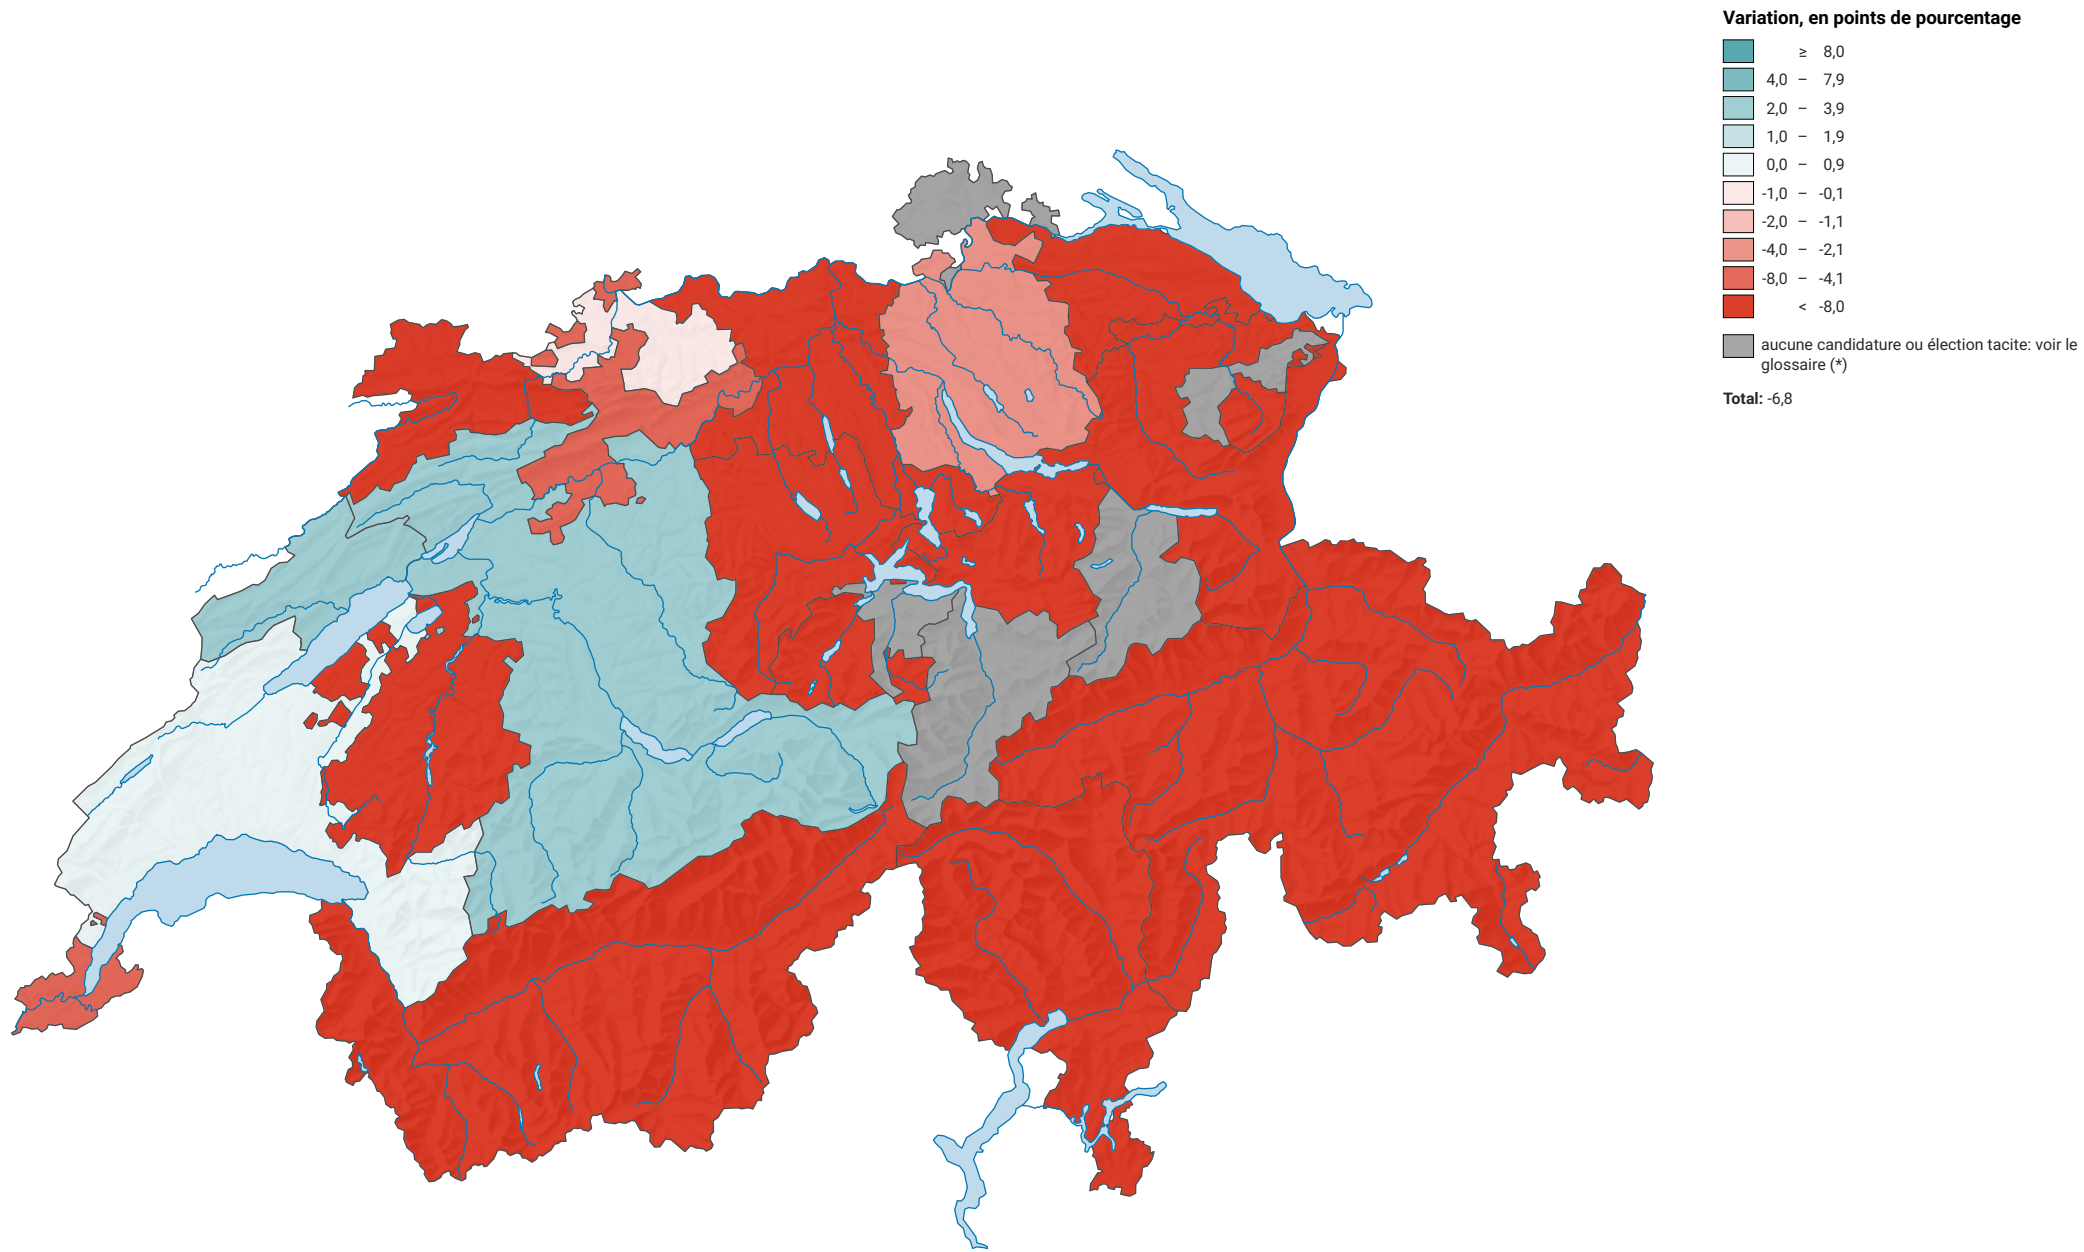 Variation, en points de pourcentage
≥ 8,0
4,0 – 7,9
2,0 – 3,9
1,0 – 1,9
0,0 – 0,9
-1,0 – -0,1
-2,0 – -1,1
-4,0 – -2,1
-8,0 – -4,1
< -8,0
aucune candidature ou élection tacite: voir le
glossaire (*)
Total: -6,8